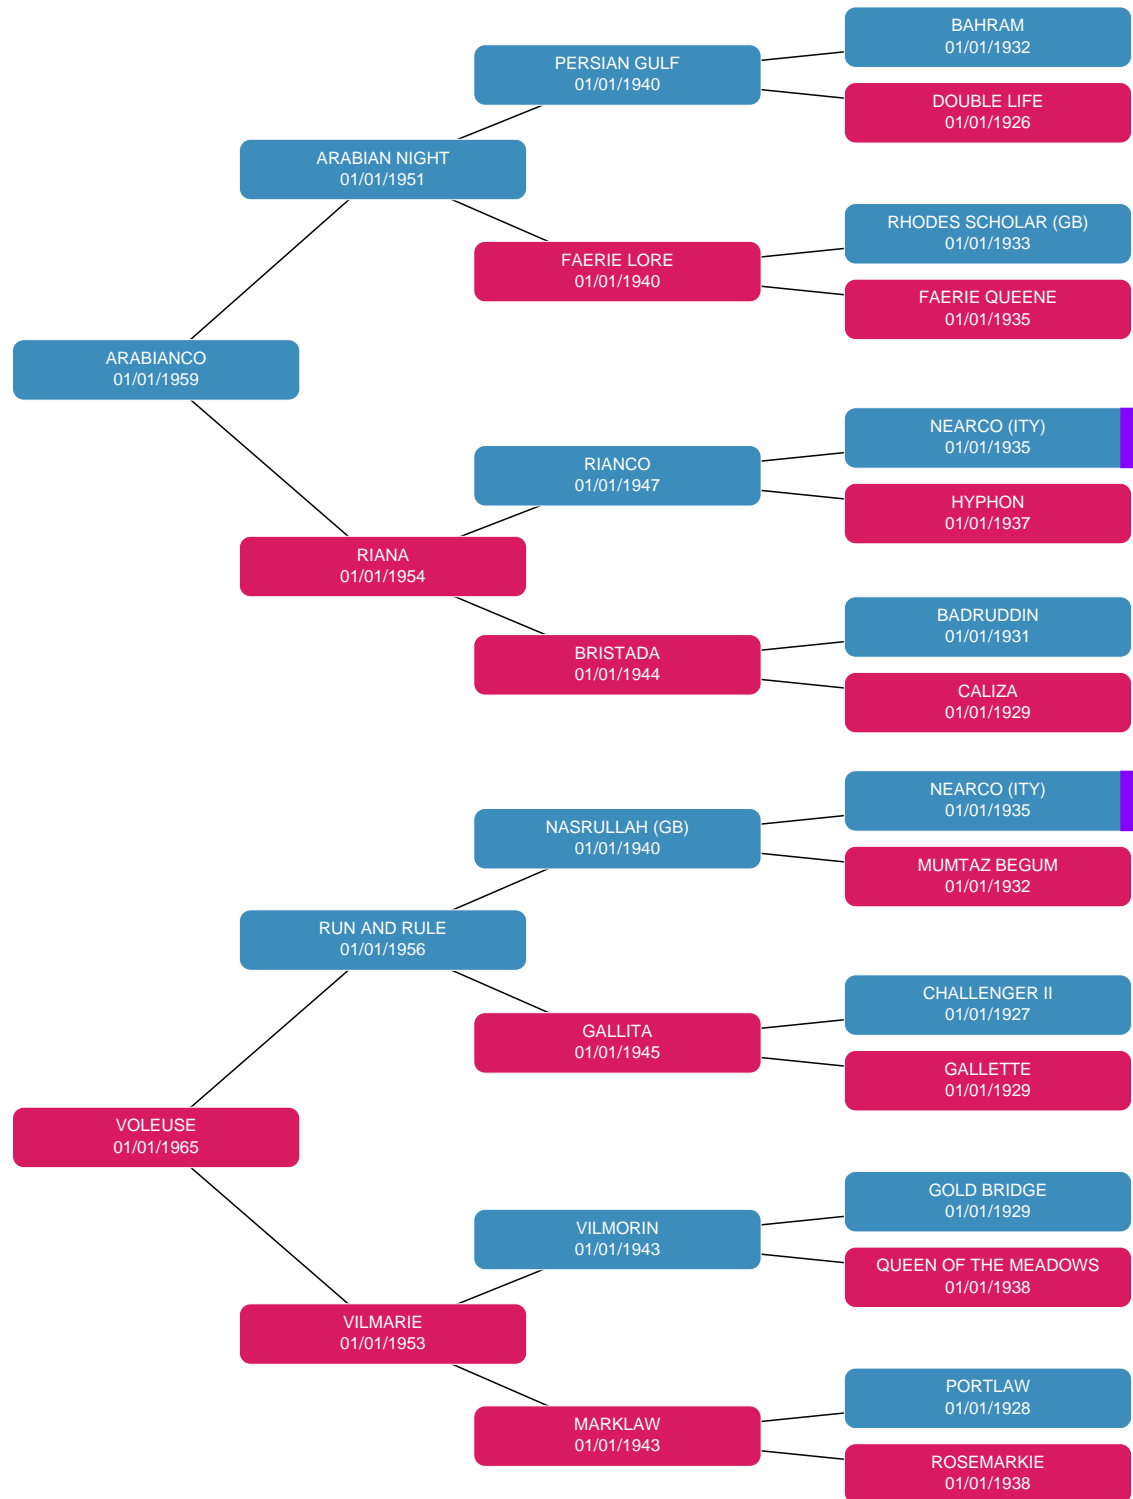 BAHRAM
01/01/1932
PERSIAN GULF
01/01/1940
DOUBLE LIFE
01/01/1926
ARABIAN NIGHT
01/01/1951
RHODES SCHOLAR (GB)
01/01/1933
FAERIE LORE
01/01/1940
FAERIE QUEENE
01/01/1935
ARABIANCO
01/01/1959
NEARCO (ITY)
01/01/1935
RIANCO
01/01/1947
HYPHON
01/01/1937
RIANA
01/01/1954
BADRUDDIN
01/01/1931
BRISTADA
01/01/1944
CALIZA
01/01/1929
NEARCO (ITY)
01/01/1935
NASRULLAH (GB)
01/01/1940
MUMTAZ BEGUM
01/01/1932
RUN AND RULE
01/01/1956
CHALLENGER II
01/01/1927
GALLITA
01/01/1945
GALLETTE
01/01/1929
VOLEUSE
01/01/1965
GOLD BRIDGE
01/01/1929
VILMORIN
01/01/1943
QUEEN OF THE MEADOWS
01/01/1938
VILMARIE
01/01/1953
PORTLAW
01/01/1928
MARKLAW
01/01/1943
ROSEMARKIE
01/01/1938